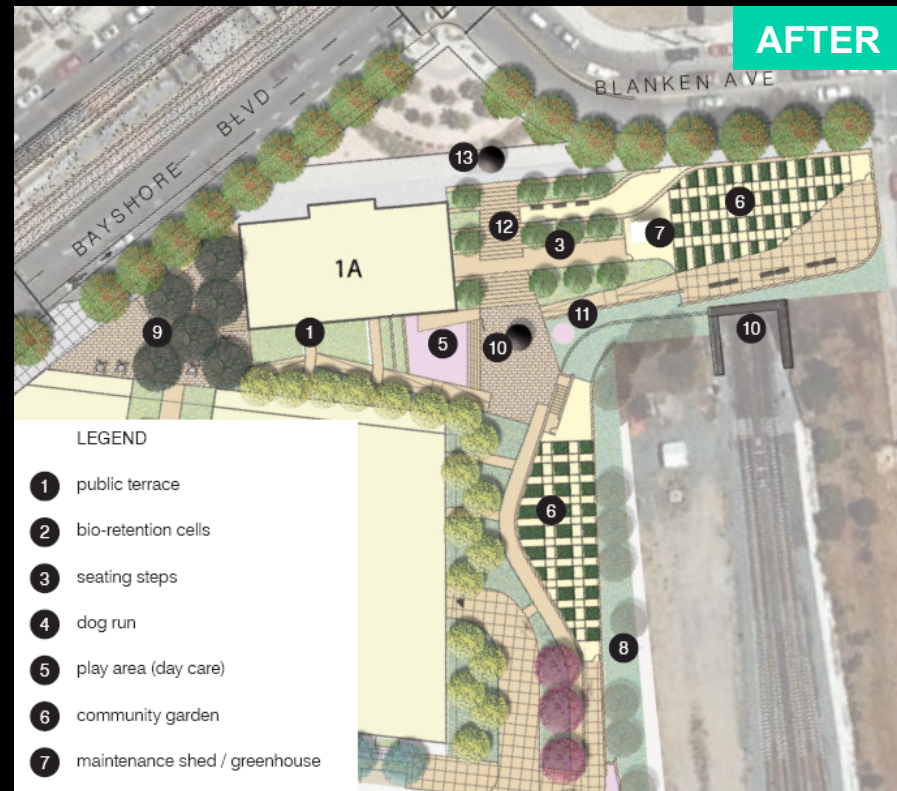 AFTER
BLANKEN AVE
BAYSHORE BLVD
13
6
12
7
3
1A
11
9
1
5
10
10
6
8
LEGEND
1 public terrace
2 bio-retention cells
3 seating steps
4 dog run
5 play area (day care)
6 community garden
7 maintenance shed / greenhouse